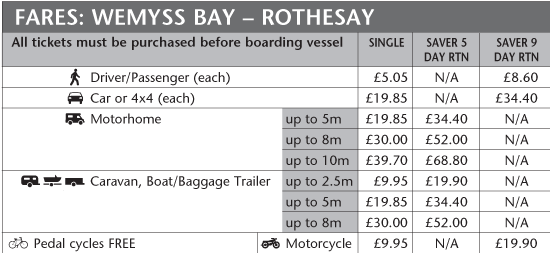 FARES: WEMYSS BAY – ROTHESAY
All tickets must be purchased before boarding vessel SINGLE SAVER 5 DAY RTN SAVER 9 DAY RTN
Driver/Passenger (each) £5.05 N/A £8.60
Car or 4x4 (each) £19.85 N/A £34.40
Motorhome up to 5m £19.85 £34.40 N/A
up to 8m £30.00 £52.00 N/A
up to 10m £39.70 £68.80 N/A
Caravan, Boat/Baggage Trailer up to 2.5m £9.95 £19.90 N/A
up to 5m £19.85 £34.40 N/A
up to 8m £30.00 £52.00 N/A
Pedal cycles FREE Motorcycle £9.95 N/A £19.90